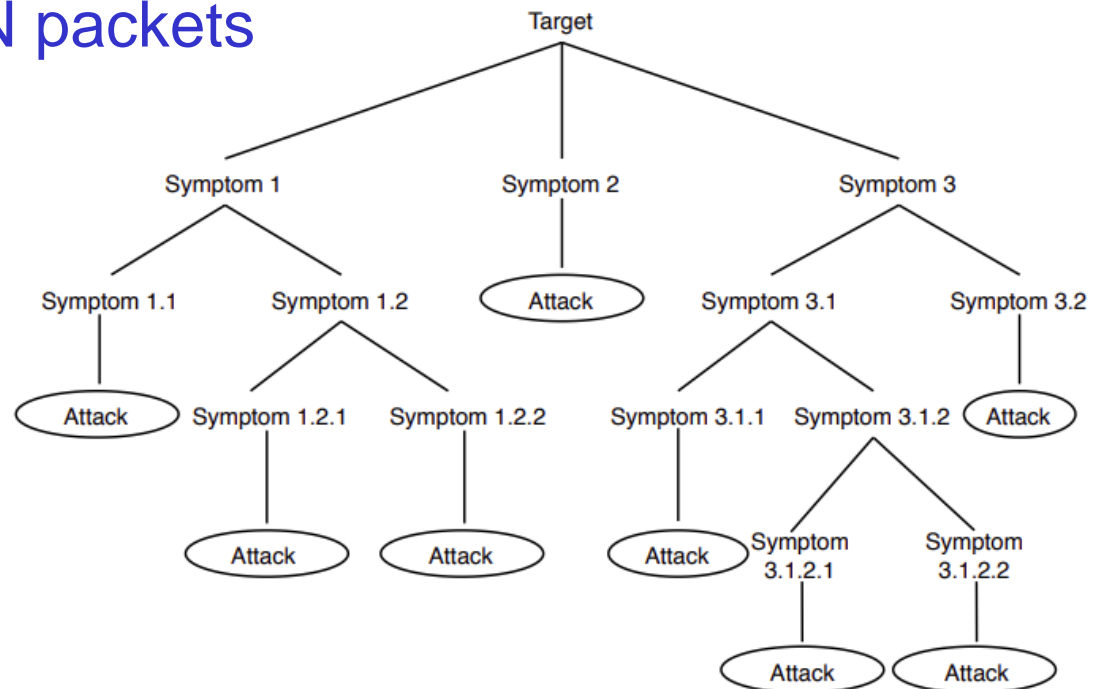 N packets
Target
Symptom 1 Symptom 2 Symptom 3
Symptom 1.1 Symptom 1.2 Attack Symptom 3.1 Symptom 3.2
Attack Symptom 1.2.1 Symptom 1.2.2 Symptom 3.1.1 Symptom 3.1.2 Attack
Attack Attack Attack Symptom Symptom
3.1.2.1 3.1.2.2
Attack Attack